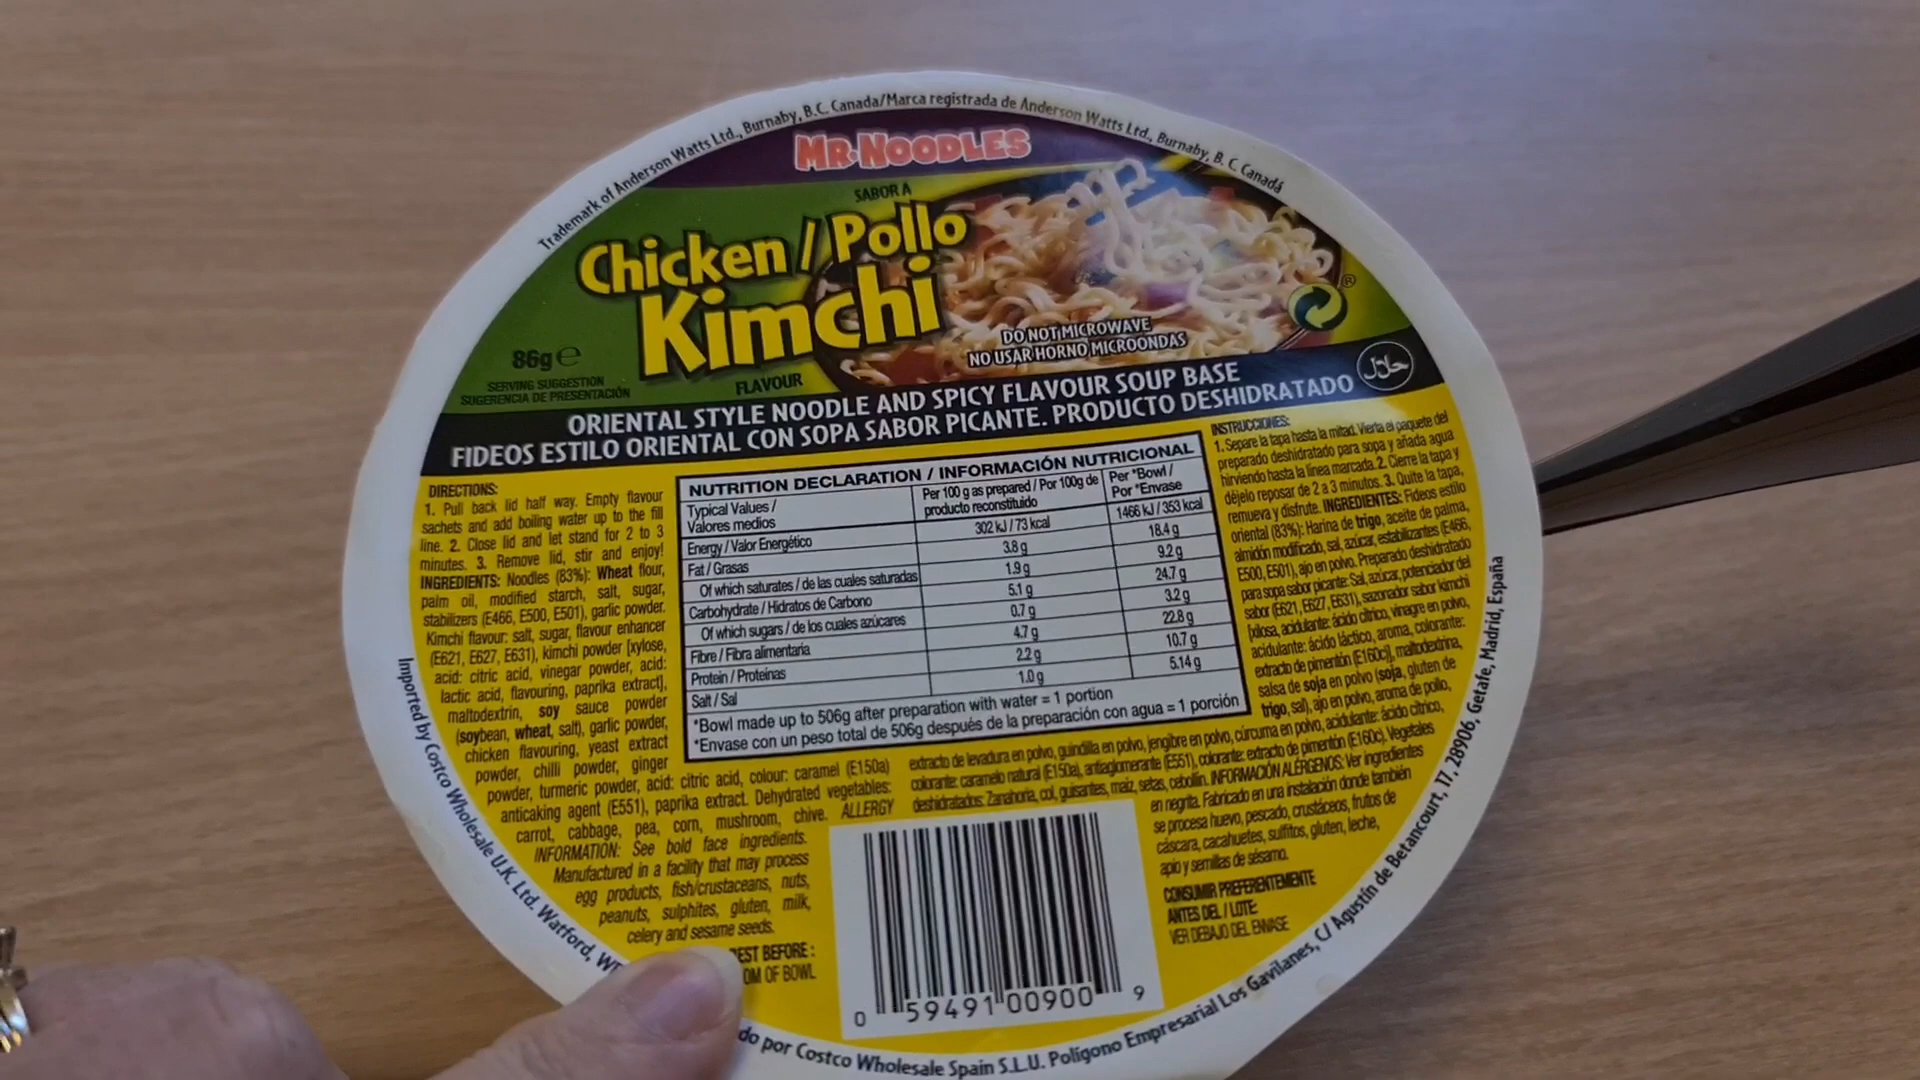 Trademark of Anderson Watts Ltd., Burnaby, B.C. Canada/Marca registrada de Anderson Watts Ltd., Burnaby, B. C. Canadá
MR·NOODLES
SABOR A
Chicken / Pollo
Kimchi
FLAVOUR
86g e
SERVING SUGGESTION
SUGERENCIA DE PRESENTACIÓN
®
DO NOT MICROWAVE
NO USAR HORNO MICROONDAS
حلال
ORIENTAL STYLE NOODLE AND SPICY FLAVOUR SOUP BASE
FIDEOS ESTILO ORIENTAL CON SOPA SABOR PICANTE. PRODUCTO DESHIDRATADO
DIRECTIONS:
1. Pull back lid half way. Empty flavour
sachets and add boiling water up to the fill
line. 2. Close lid and let stand for 2 to 3
minutes. 3. Remove lid, stir and enjoy!
INGREDIENTS: Noodles (83%): Wheat flour,
palm oil, modified starch, salt, sugar,
stabilizers (E466, E500, E501), garlic powder.
Kimchi flavour: salt, sugar, flavour enhancer
(E621, E627, E631), kimchi powder [xylose,
acid: citric acid, vinegar powder, acid:
lactic acid, flavouring, paprika extract],
maltodextrin, soy sauce powder
(soybean, wheat, salt), garlic powder,
chicken flavouring, yeast extract
powder, chilli powder, ginger
powder, turmeric powder, acid: citric acid, colour: caramel (E150a)
anticaking agent (E551), paprika extract. Dehydrated vegetables:
carrot, cabbage, pea, corn, mushroom, chive. ALLERGY
INFORMATION: See bold face ingredients.
Manufactured in a facility that may process
egg products, fish/crustaceans, nuts,
peanuts, sulphites, gluten, milk,
celery and sesame seeds.
BEFORE:
OF BOWL
NUTRITION DECLARATION / INFORMACIÓN NUTRICIONAL
Typical Values / Valores medios Per 100 g as prepared / Por 100g de producto reconstituido Per *Bowl / Por *Envase
Energy / Valor Energético 302 kJ / 73 kcal 1466 kJ / 353 kcal
Fat / Grasas 3.8 g 18.4 g
Of which saturates / de las cuales saturadas 1.9 g 9.2 g
Carbohydrate / Hidratos de Carbono 5.1 g 24.7 g
Of which sugars / de los cuales azúcares 0.7 g 3.2 g
Fibre / Fibra alimentaria 4.7 g 22.8 g
Protein / Proteínas 2.2 g 10.7 g
Salt / Sal 1.0 g 5.14 g
*Bowl made up to 506g after preparation with water = 1 portion
*Envase con un peso total de 506g después de la preparación con agua = 1 porción
INSTRUCCIONES:
1. Separe la tapa hasta la mitad. Vierta el paquete del
preparado deshidratado para sopa y añada agua
hirviendo hasta la línea marcada. 2. Cierre la tapa y
déjelo reposar de 2 a 3 minutos. 3. Quite la tapa,
remueva y disfrute. INGREDIENTES: Fideos estilo
oriental (83%): Harina de trigo, aceite de palma,
almidón modificado, sal, azúcar, estabilizantes (E466,
E500, E501), ajo en polvo. Preparado deshidratado
para sopa sabor picante: Sal, azúcar, potenciador del
sabor (E621, E627, E631), sazonador sabor kimchi
[xilosa, acidulante: ácido cítrico, vinagre en polvo,
acidulante: ácido láctico, aroma, colorante:
extracto de pimentón (E160c)], maltodextrina,
salsa de soja en polvo (soja, gluten de
trigo, sal), ajo en polvo, aroma de pollo,
extracto de levadura en polvo, guindilla en polvo, jengibre en polvo, cúrcuma en polvo, acidulante: ácido cítrico,
colorante: caramelo natural (E150a), antiaglomerante (E551), colorante: extracto de pimentón (E160c). Vegetales
deshidratados: Zanahoria, col, guisantes, maíz, setas, cebollín. INFORMACIÓN ALÉRGENOS: Ver ingredientes
en negrita. Fabricado en una instalación donde también
se procesa huevo, pescado, crustáceos, frutos de
cáscara, cacahuetes, sulfitos, gluten, leche,
apio y semillas de sésamo.
CONSUMIR PREFERENTEMENTE
ANTES DEL / LOTE:
VER DEBAJO DEL ENVASE
0 59491 00900 9
Imported by Costco Wholesale U.K. Ltd. Watford,
por Costco Wholesale Spain S.L.U. Polígono Empresarial Los Gavilanes, C/ Agustín de Betancourt, 17, 28906, Getafe, Madrid, España